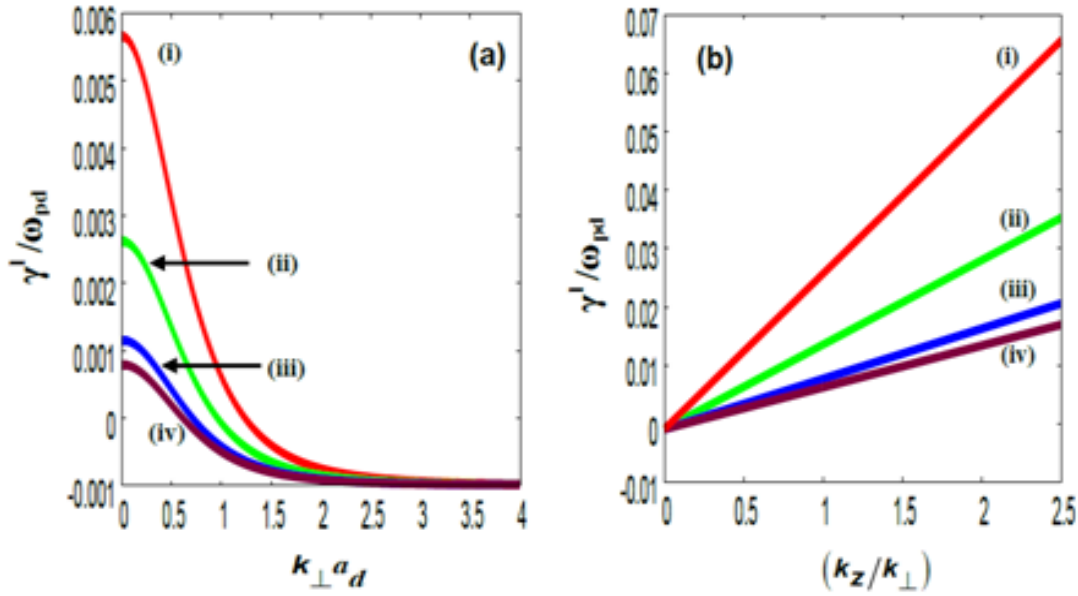 0.006
0.005
0.004
0.003
0.002
0.001
0
-0.001
γᴵ/ωpd
(i)
(a)
(ii)
(iii)
(iv)
0 0.5 1 1.5 2 2.5 3 3.5 4
k⊥ad
0.07
0.06
0.05
0.04
0.03
0.02
0.01
0
-0.01
γᴵ/ωpd
(b)
(i)
(ii)
(iii)
(iv)
0 0.5 1 1.5 2 2.5
(kz/k⊥)